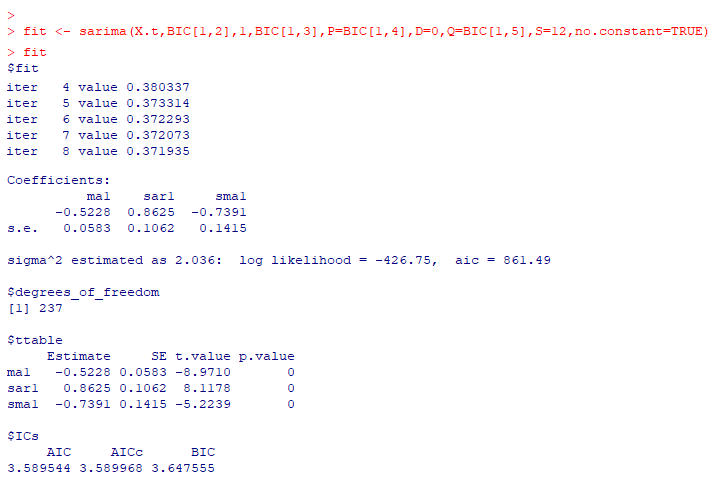 >
> fit <- sarima(X.t,BIC[1,2],1,BIC[1,3],P=BIC[1,4],D=0,Q=BIC[1,5],S=12,no.constant=TRUE)
> fit
$fit
iter   4 value 0.380337
iter   5 value 0.373314
iter   6 value 0.372293
iter   7 value 0.372073
iter   8 value 0.371935
Coefficients:
          ma1    sar1     sma1
      -0.5228  0.8625  -0.7391
s.e.   0.0583  0.1062   0.1415
sigma^2 estimated as 2.036:  log likelihood = -426.75,  aic = 861.49
$degrees_of_freedom
[1] 237
$ttable
     Estimate     SE t.value p.value
ma1   -0.5228 0.0583 -8.9710       0
sar1   0.8625 0.1062  8.1178       0
sma1  -0.7391 0.1415 -5.2239       0
$ICs
     AIC     AICc      BIC
3.589544 3.589968 3.647555